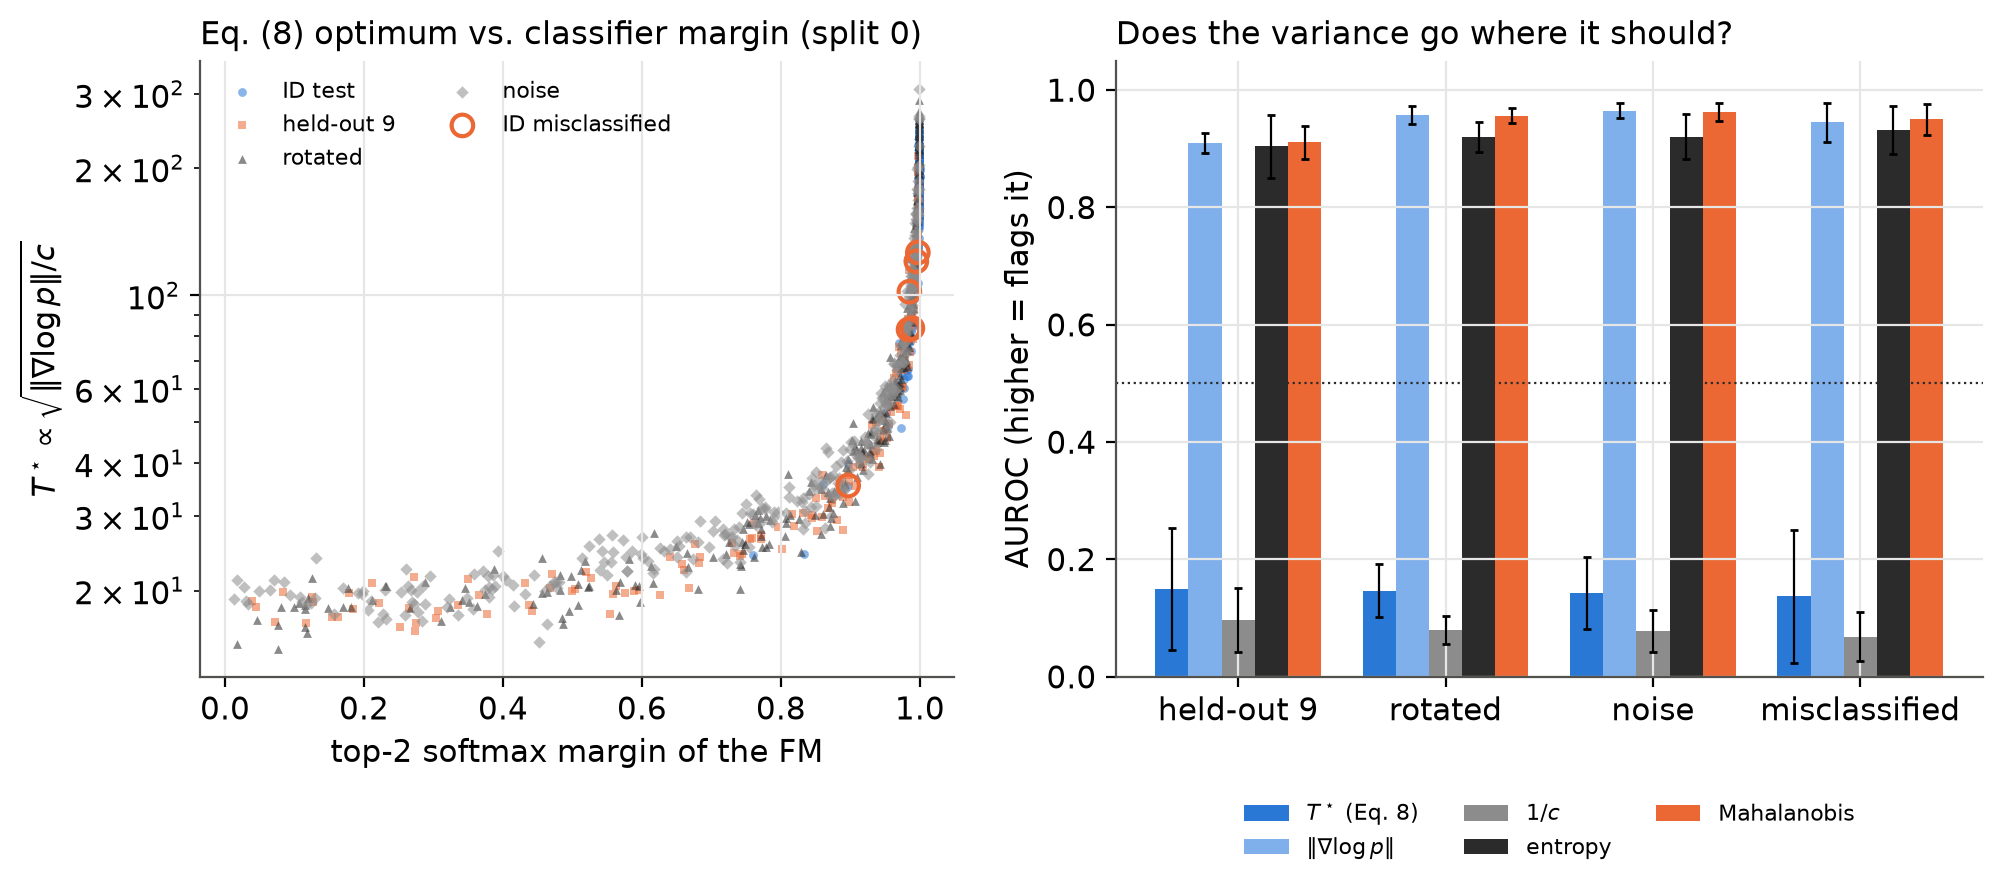 Eq. (8) optimum vs. classifier margin (split 0)
ID test
held-out 9
rotated
noise
ID misclassified
3 × 10²
2 × 10²
10²
6 × 10¹
4 × 10¹
3 × 10¹
2 × 10¹
T⋆ ∝ √‖∇log p‖/c
0.0 0.2 0.4 0.6 0.8 1.0
top-2 softmax margin of the FM
Does the variance go where it should?
1.0
0.8
0.6
0.4
0.2
0.0
AUROC (higher = flags it)
held-out 9 rotated noise misclassified
T⋆ (Eq. 8)
‖∇log p‖
1/c
entropy
Mahalanobis